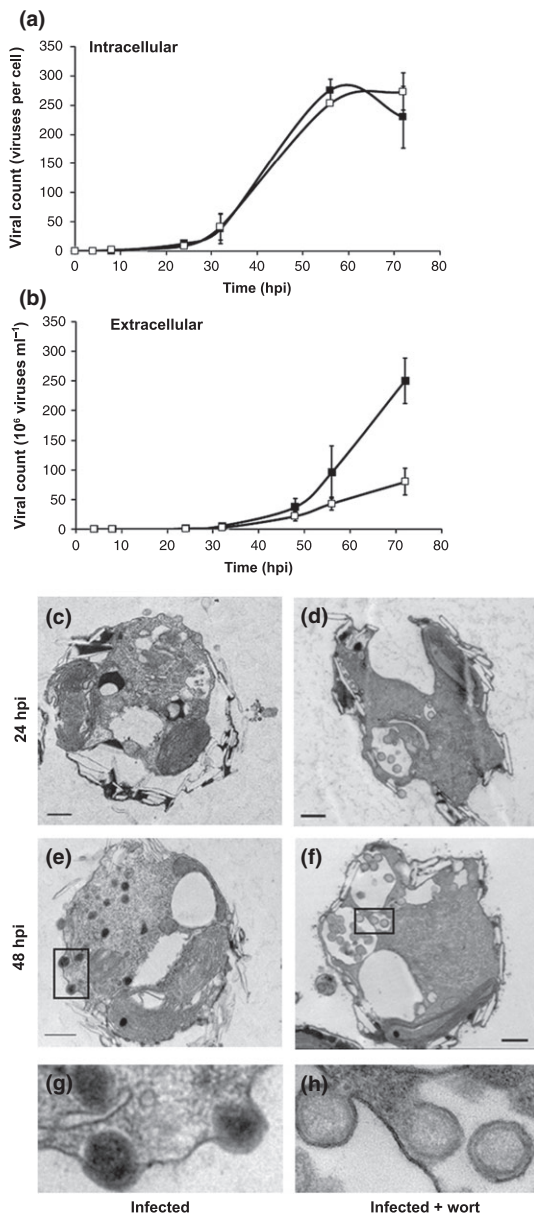 (a)
Intracellular
Viral count (viruses per cell)
350
300
250
200
150
100
50
0
0 10 20 30 40 50 60 70 80
Time (hpi)
(b)
Extracellular
Viral count (10⁶ viruses ml⁻¹)
350
300
250
200
150
100
50
0
0 10 20 30 40 50 60 70 80
Time (hpi)
(c)
(d)
24 hpi
(e)
(f)
48 hpi
(g)
(h)
Infected
Infected + wort